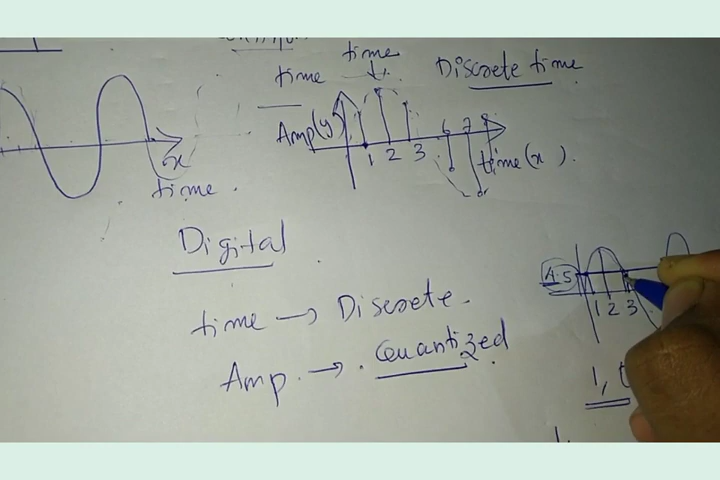 time
time
Discrete time
Amp(y)
1 2 3 6 7 8
time(x).
x
time.
Digital
time → Discrete.
Amp. → Quantized.
4.5
1 2 3
1,